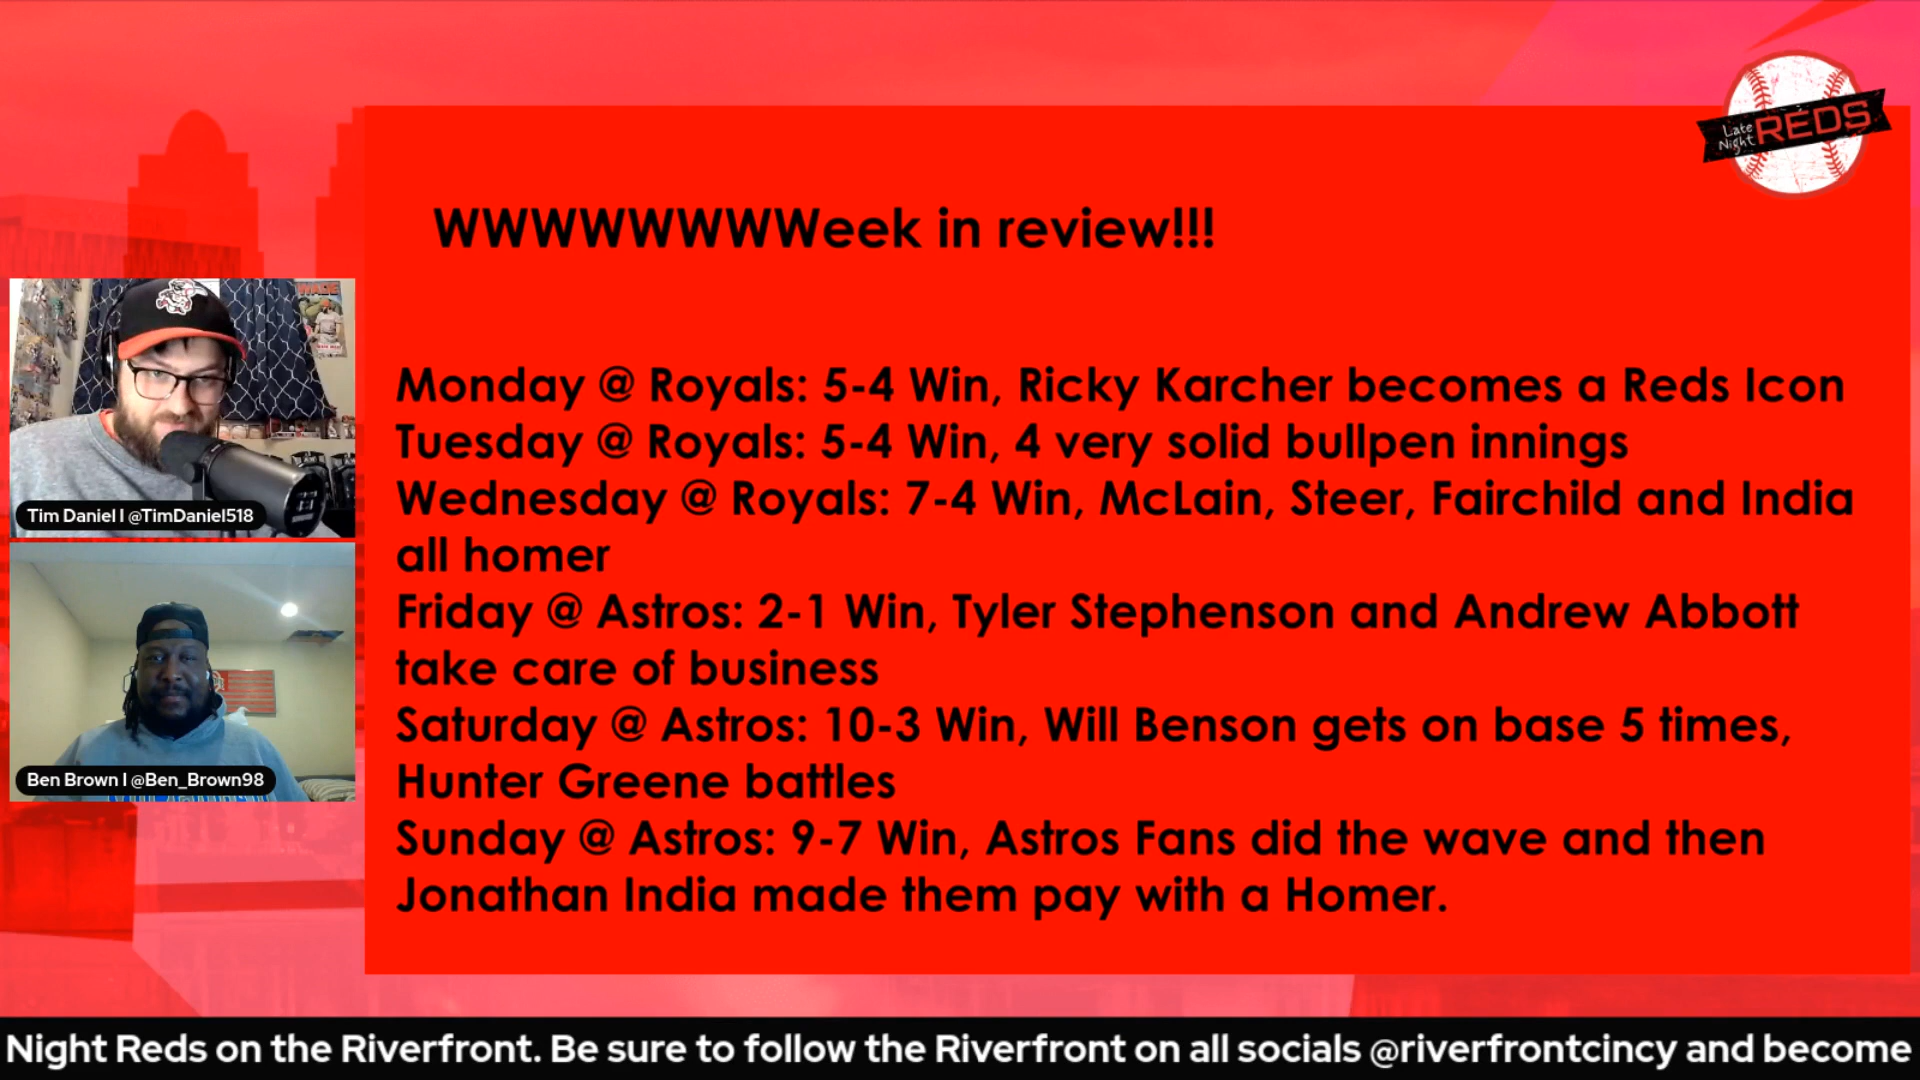 Late
Night REDS
WWWWWWWWeek in review!!!
Monday @ Royals: 5-4 Win, Ricky Karcher becomes a Reds Icon
Tuesday @ Royals: 5-4 Win, 4 very solid bullpen innings
Wednesday @ Royals: 7-4 Win, McLain, Steer, Fairchild and India
all homer
Friday @ Astros: 2-1 Win, Tyler Stephenson and Andrew Abbott
take care of business
Saturday @ Astros: 10-3 Win, Will Benson gets on base 5 times,
Hunter Greene battles
Sunday @ Astros: 9-7 Win, Astros Fans did the wave and then
Jonathan India made them pay with a Homer.
WADE
Tim Daniel I @TimDaniel518
Ben Brown I @Ben_Brown98
Night Reds on the Riverfront. Be sure to follow the Riverfront on all socials @riverfrontcincy and become